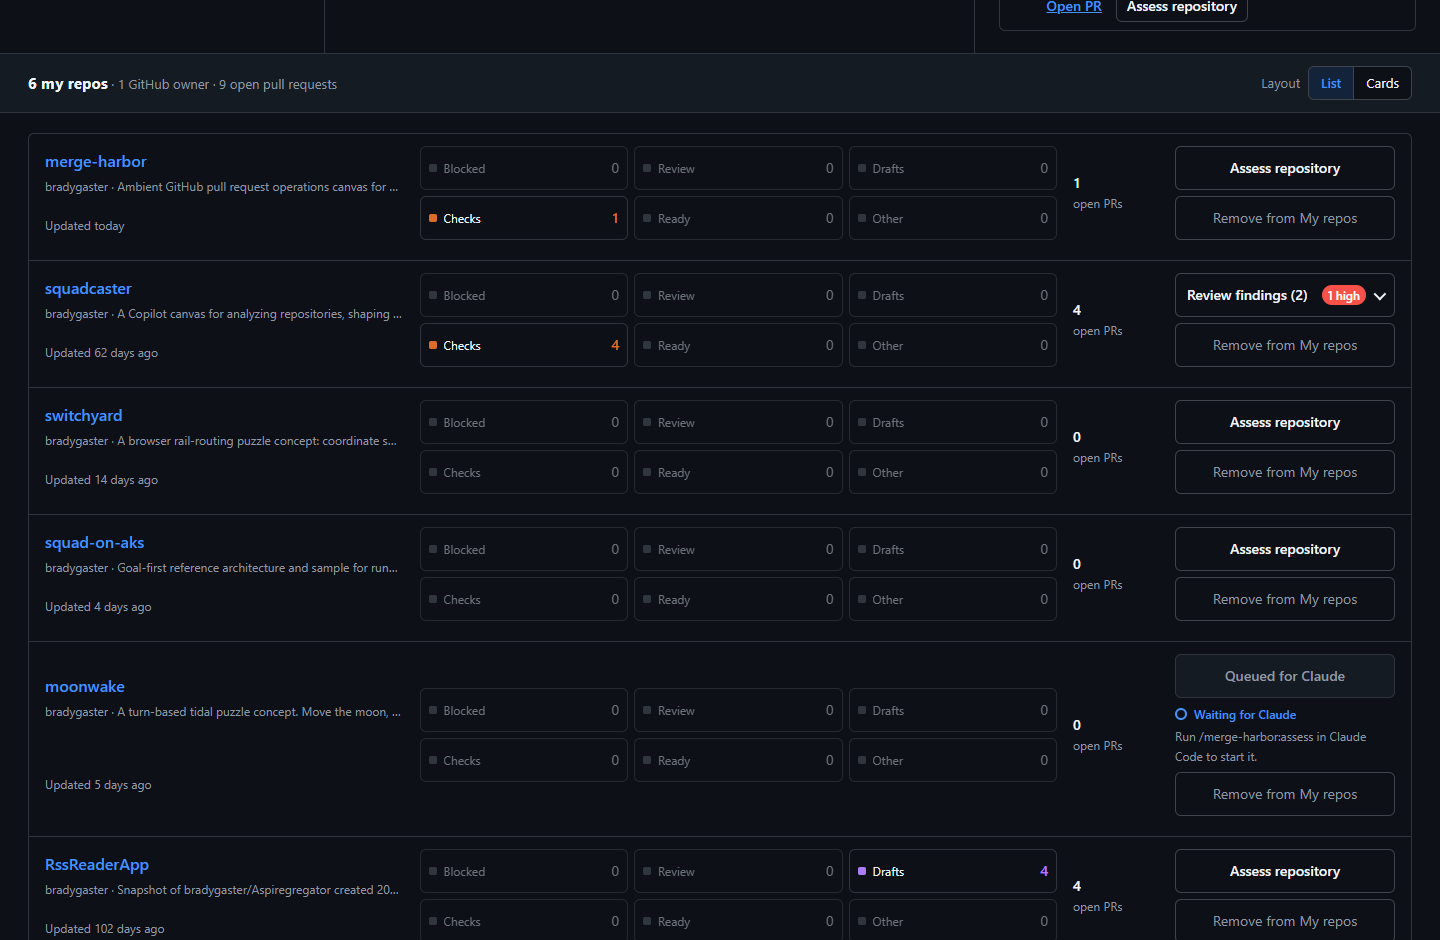 Open PR
Assess repository
6 my repos · 1 GitHub owner · 9 open pull requests
Layout
List
Cards
merge-harbor
bradygaster · Ambient GitHub pull request operations canvas for ...
Updated today
Blocked 0
Review 0
Drafts 0
Checks 1
Ready 0
Other 0
1
open PRs
Assess repository
Remove from My repos
squadcaster
bradygaster · A Copilot canvas for analyzing repositories, shaping ...
Updated 62 days ago
Blocked 0
Review 0
Drafts 0
Checks 4
Ready 0
Other 0
4
open PRs
Review findings (2) 1 high
Remove from My repos
switchyard
bradygaster · A browser rail-routing puzzle concept: coordinate s...
Updated 14 days ago
Blocked 0
Review 0
Drafts 0
Checks 0
Ready 0
Other 0
0
open PRs
Assess repository
Remove from My repos
squad-on-aks
bradygaster · Goal-first reference architecture and sample for run...
Updated 4 days ago
Blocked 0
Review 0
Drafts 0
Checks 0
Ready 0
Other 0
0
open PRs
Assess repository
Remove from My repos
moonwake
bradygaster · A turn-based tidal puzzle concept. Move the moon, ...
Updated 5 days ago
Blocked 0
Review 0
Drafts 0
Checks 0
Ready 0
Other 0
0
open PRs
Queued for Claude
Waiting for Claude
Run /merge-harbor:assess in Claude
Code to start it.
Remove from My repos
RssReaderApp
bradygaster · Snapshot of bradygaster/Aspiregregator created 20...
Updated 102 days ago
Blocked 0
Review 0
Drafts 4
Checks 0
Ready 0
Other 0
4
open PRs
Assess repository
Remove from My repos